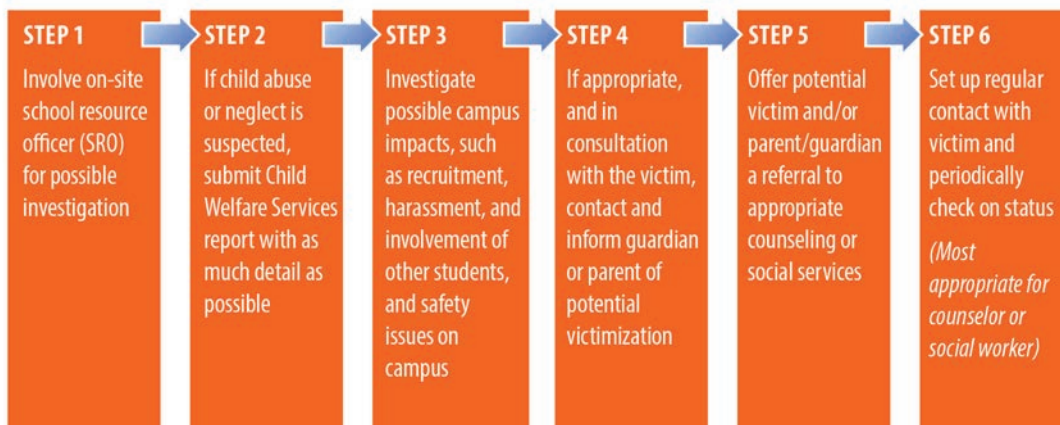 STEP 1
Involve on-site
school resource
officer (SRO)
for possible
investigation
STEP 2
If child abuse
or neglect is
suspected,
submit Child
Welfare Services
report with as
much detail as
possible
STEP 3
Investigate
possible campus
impacts, such
as recruitment,
harassment, and
involvement of
other students,
and safety
issues on
campus
STEP 4
If appropriate,
and in
consultation
with the victim,
contact and
inform guardian
or parent of
potential
victimization
STEP 5
Offer potential
victim and/or
parent/guardian
a referral to
appropriate
counseling or
social services
STEP 6
Set up regular
contact with
victim and
periodically
check on status
(Most
appropriate for
counselor or
social worker)